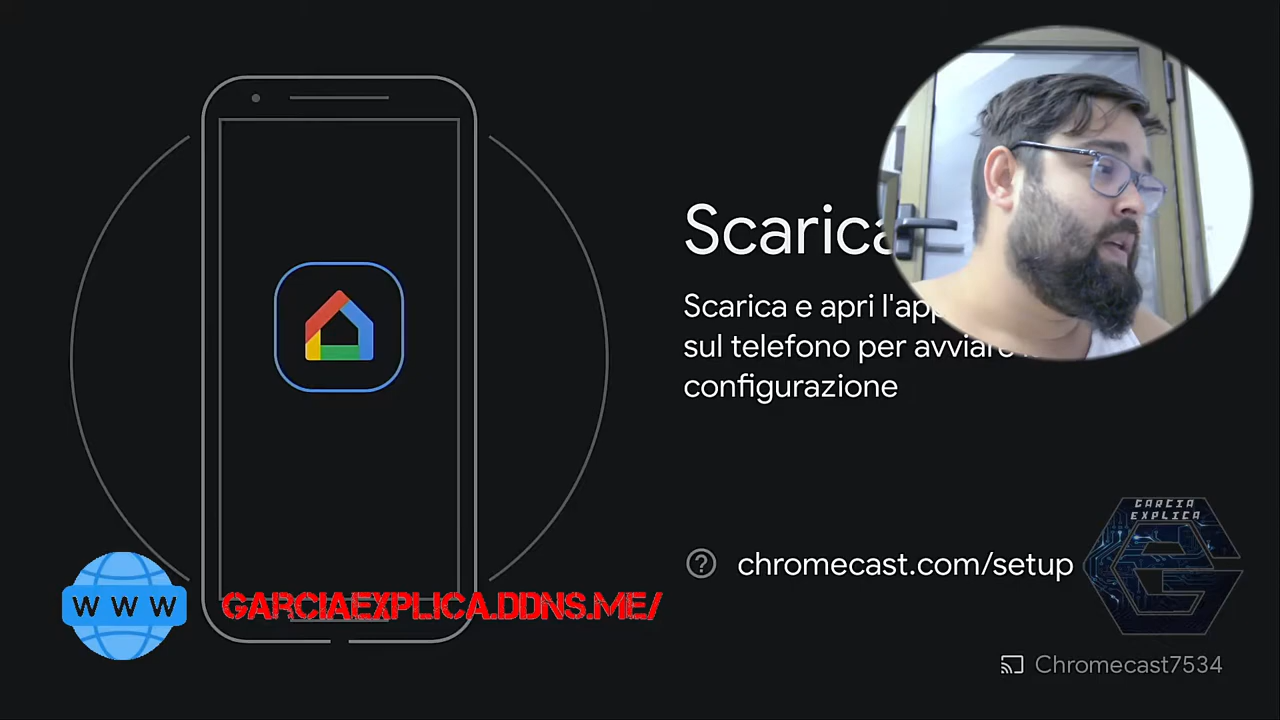 Scarica
Scarica e apri l'app
sul telefono per avviare
configurazione
chromecast.com/setup
GARCIA
EXPLICA
WWW
GARCIAEXPLICA.DDNS.ME/
Chromecast7534